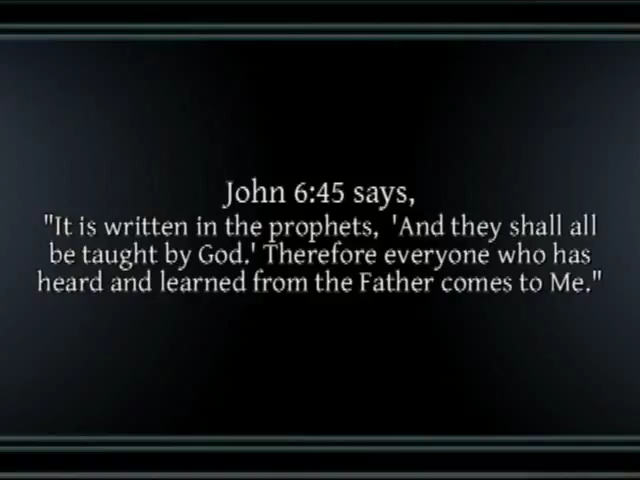 John 6:45 says,
"It is written in the prophets, 'And they shall all
be taught by God.' Therefore everyone who has
heard and learned from the Father comes to Me."